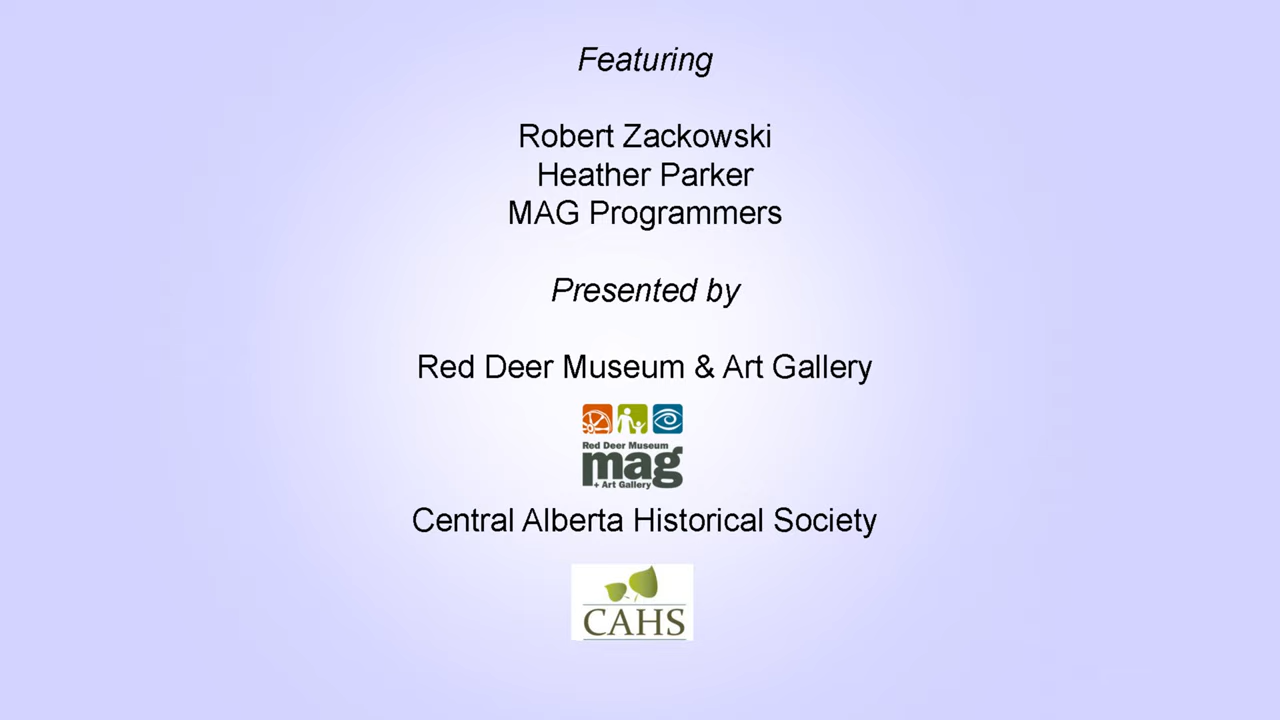 Featuring
Robert Zackowski
Heather Parker
MAG Programmers
Presented by
Red Deer Museum & Art Gallery
Red Deer Museum
mag
+ Art Gallery
Central Alberta Historical Society
CAHS